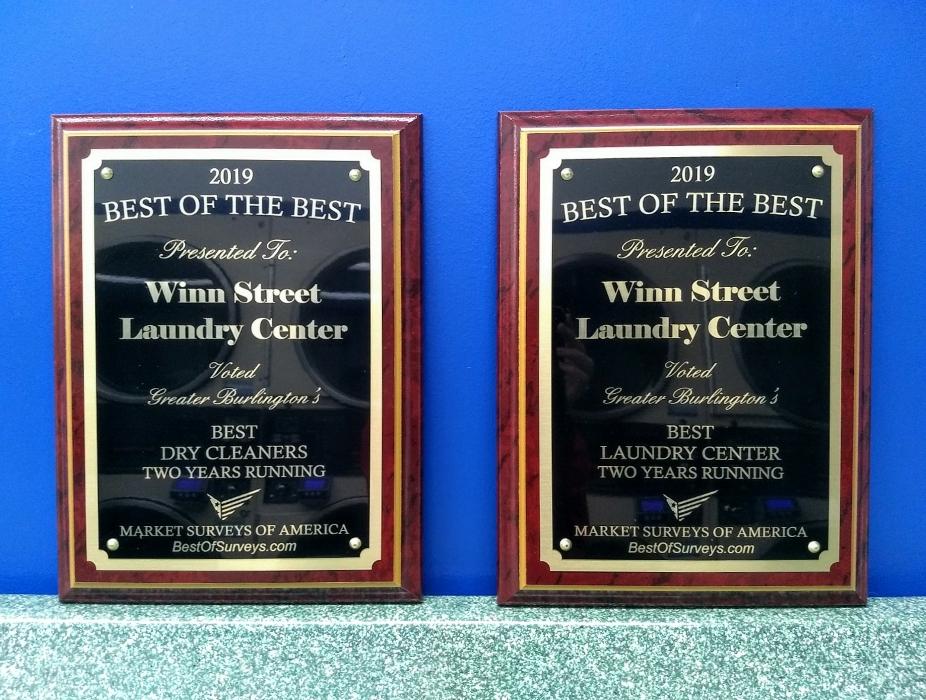 2019
BEST OF THE BEST
Presented To:
Winn Street
Laundry Center
Voted
Greater Burlington's
BEST
DRY CLEANERS
TWO YEARS RUNNING
MARKET SURVEYS OF AMERICA
BestOfSurveys.com
2019
BEST OF THE BEST
Presented To:
Winn Street
Laundry Center
Voted
Greater Burlington's
BEST
LAUNDRY CENTER
TWO YEARS RUNNING
MARKET SURVEYS OF AMERICA
BestOfSurveys.com